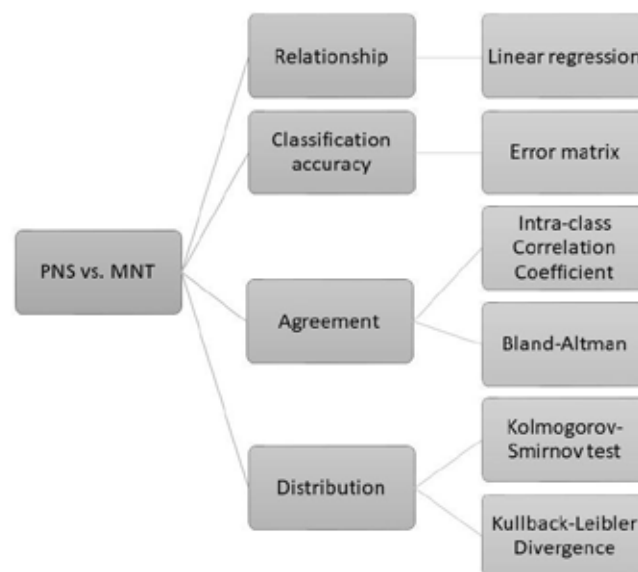 Relationship
Linear regression
Classification
accuracy
Error matrix
PNS vs. MNT
Intra-class
Correlation
Coefficient
Agreement
Bland-Altman
Kolmogorov-
Smirnov test
Distribution
Kullback-Leibler
Divergence